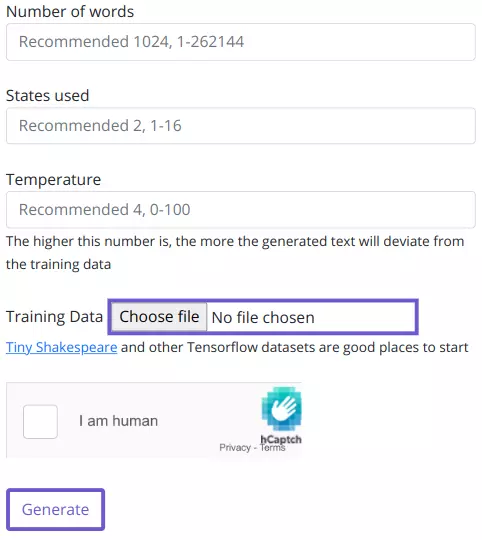 Number of words
Recommended 1024, 1-262144
States used
Recommended 2, 1-16
Temperature
Recommended 4, 0-100
The higher this number is, the more the generated text will deviate from
the training data
Training Data Choose file No file chosen
Tiny Shakespeare and other Tensorflow datasets are good places to start
I am human
hCaptch
Privacy - Terms
Generate